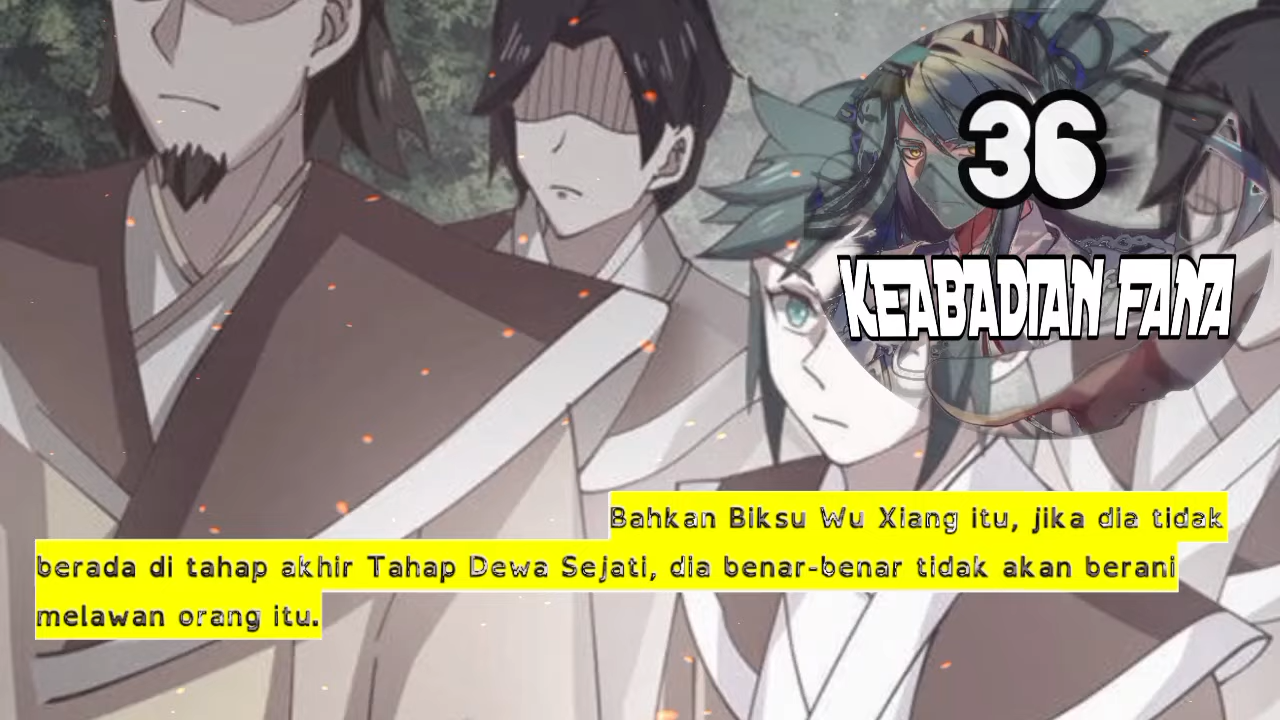 36
KEABADIAN FANA
Bahkan Biksu Wu Xiang itu, jika dia tidak
berada di tahap akhir Tahap Dewa Sejati, dia benar-benar tidak akan berani
melawan orang itu.